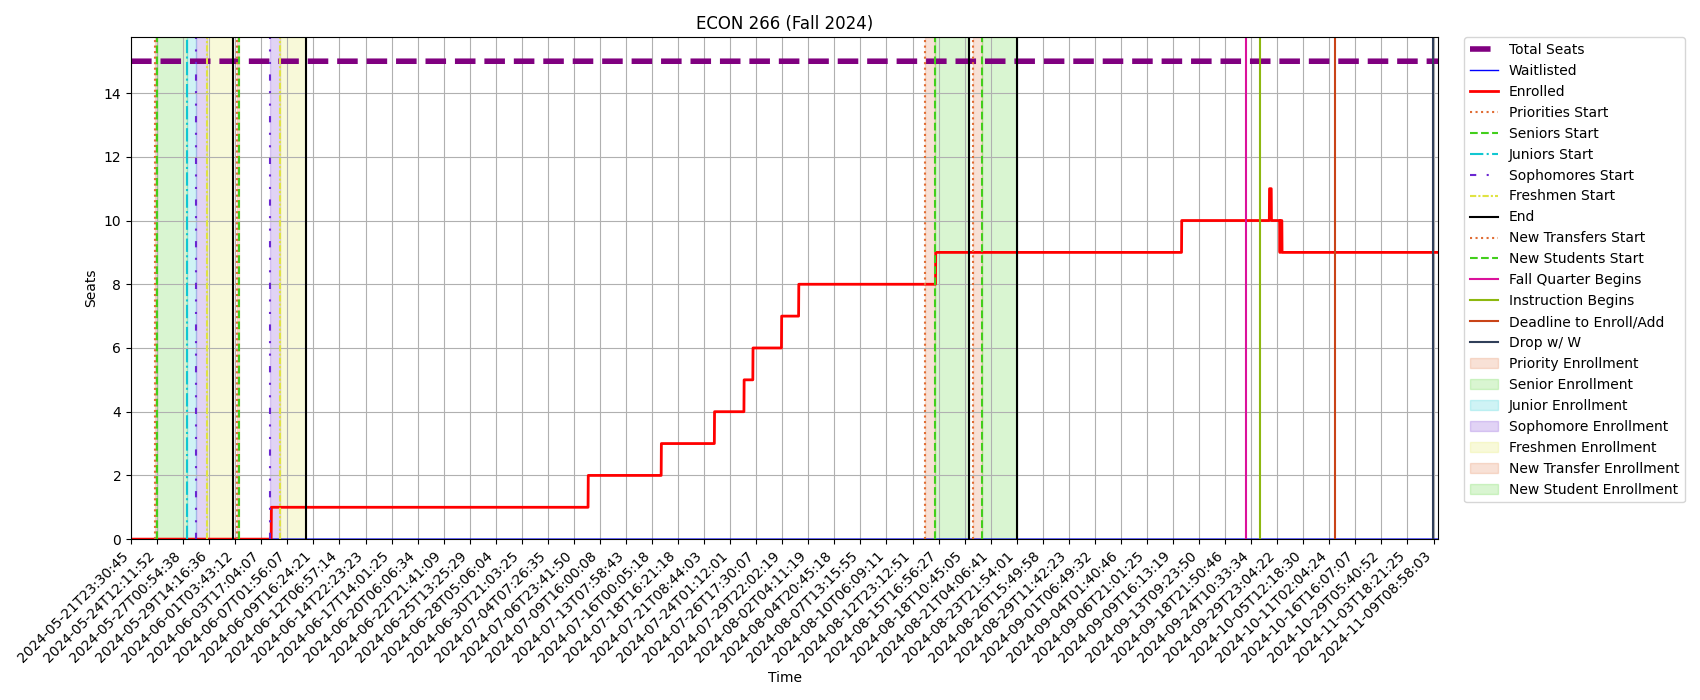 ECON 266 (Fall 2024)
Seats
14
12
10
8
6
4
2
0
2024-05-21T23:30:45
2024-05-24T12:11:52
2024-05-27T00:54:38
2024-05-29T14:16:36
2024-06-01T03:43:12
2024-06-03T17:04:07
2024-06-07T01:56:07
2024-06-09T16:24:21
2024-06-12T06:57:14
2024-06-14T22:23:23
2024-06-17T14:01:25
2024-06-20T06:06:34
2024-06-22T21:41:09
2024-06-25T13:25:29
2024-06-28T05:06:04
2024-06-30T21:03:25
2024-07-04T07:26:35
2024-07-06T23:41:50
2024-07-09T16:00:08
2024-07-13T07:58:43
2024-07-16T00:05:19
2024-07-18T16:21:18
2024-07-21T08:44:03
2024-07-24T01:12:01
2024-07-26T17:30:07
2024-07-29T22:02:19
2024-08-02T04:11:19
2024-08-04T20:45:18
2024-08-07T13:15:55
2024-08-10T06:09:11
2024-08-12T23:12:51
2024-08-15T16:56:27
2024-08-18T10:45:05
2024-08-21T04:06:41
2024-08-23T21:54:01
2024-08-26T15:49:58
2024-08-29T11:42:23
2024-09-01T06:49:32
2024-09-04T01:40:46
2024-09-06T21:01:25
2024-09-09T16:13:19
2024-09-13T09:23:50
2024-09-18T21:50:46
2024-09-24T10:33:34
2024-09-29T23:04:22
2024-10-05T12:18:30
2024-10-11T02:04:24
2024-10-16T16:07:07
2024-10-29T05:40:52
2024-11-03T18:21:25
2024-11-09T08:58:03
Time
Total Seats
Waitlisted
Enrolled
Priorities Start
Seniors Start
Juniors Start
Sophomores Start
Freshmen Start
End
New Transfers Start
New Students Start
Fall Quarter Begins
Instruction Begins
Deadline to Enroll/Add
Drop w/ W
Priority Enrollment
Senior Enrollment
Junior Enrollment
Sophomore Enrollment
Freshmen Enrollment
New Transfer Enrollment
New Student Enrollment